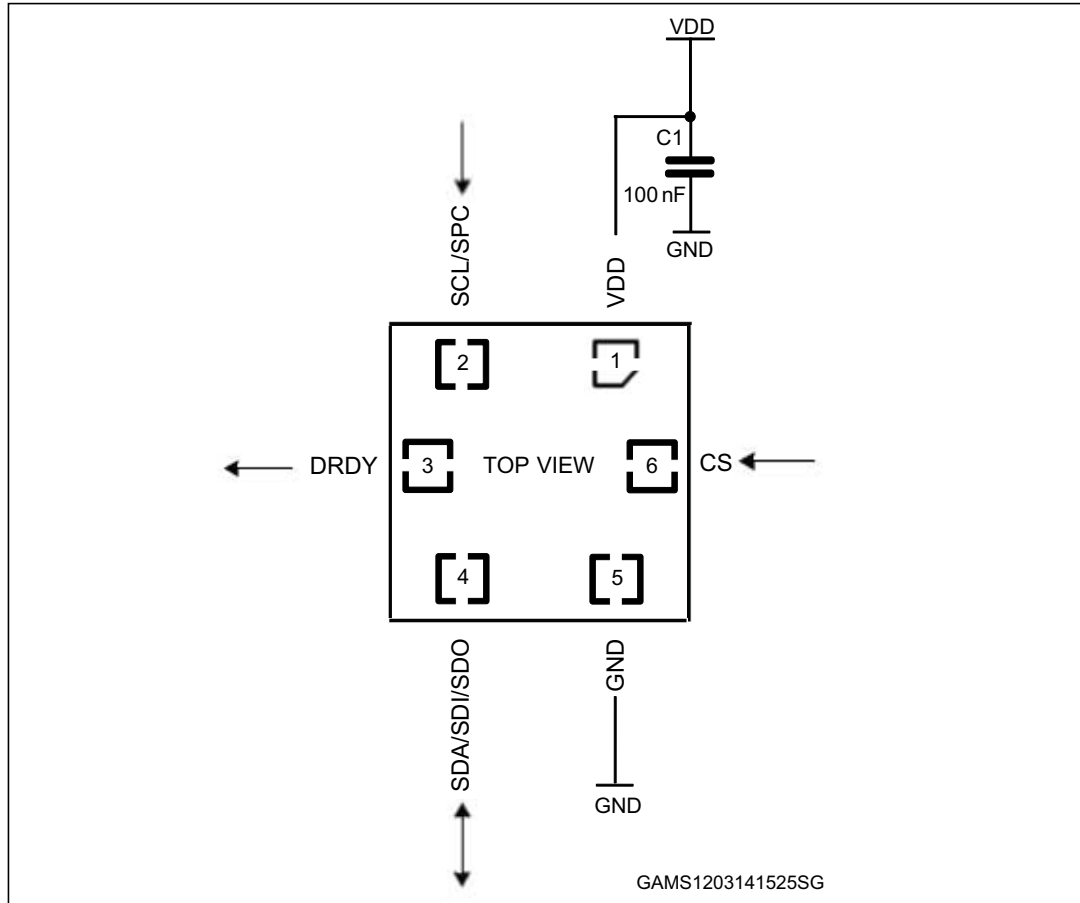 VDD
C1
100 nF
GND
SCL/SPC
VDD
2
1
DRDY
3
TOP VIEW
6
CS
4
5
SDA/SDI/SDO
GND
GND
GAMS1203141525SG